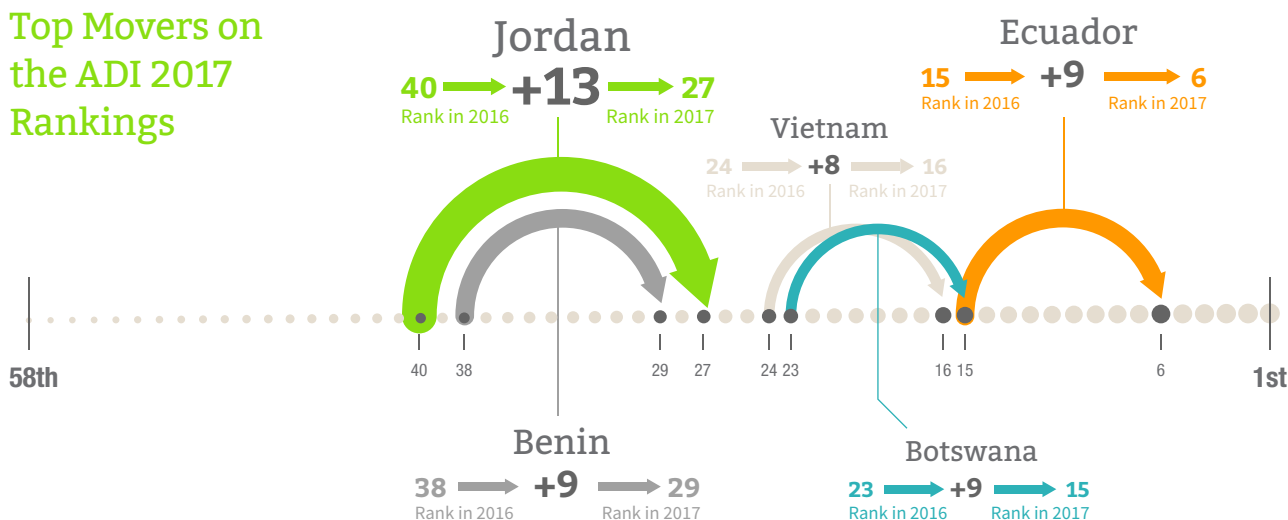 Top Movers on
the ADI 2017
Rankings
Jordan
40 +13 27
Rank in 2016 Rank in 2017
Ecuador
15 +9 6
Rank in 2016 Rank in 2017
Vietnam
24 +8 16
Rank in 2016 Rank in 2017
40 38 29 27 24 23 16 15 6
58th 1st
Benin
38 +9 29
Rank in 2016 Rank in 2017
Botswana
23 +9 15
Rank in 2016 Rank in 2017